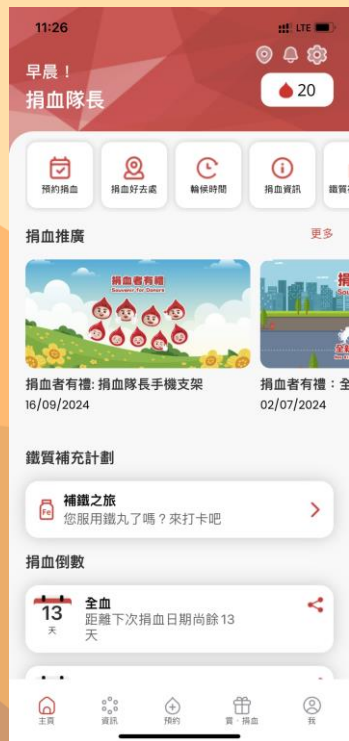 11:26
LTE
早晨！
捐血隊長
20
預約捐血
捐血好去處
輪候時間
捐血資訊
鐵質
捐血推廣
更多
捐血者有禮
Souvenir for Donors
捐
捐血者有禮: 捐血隊長手機支架
16/09/2024
捐血者有禮：全
02/07/2024
鐵質補充計劃
Fe
補鐵之旅
您服用鐵丸了嗎？來打卡吧
捐血倒數
13
天
全血
距離下次捐血日期尚餘13
天
主頁
資訊
預約
賞·捐血
我